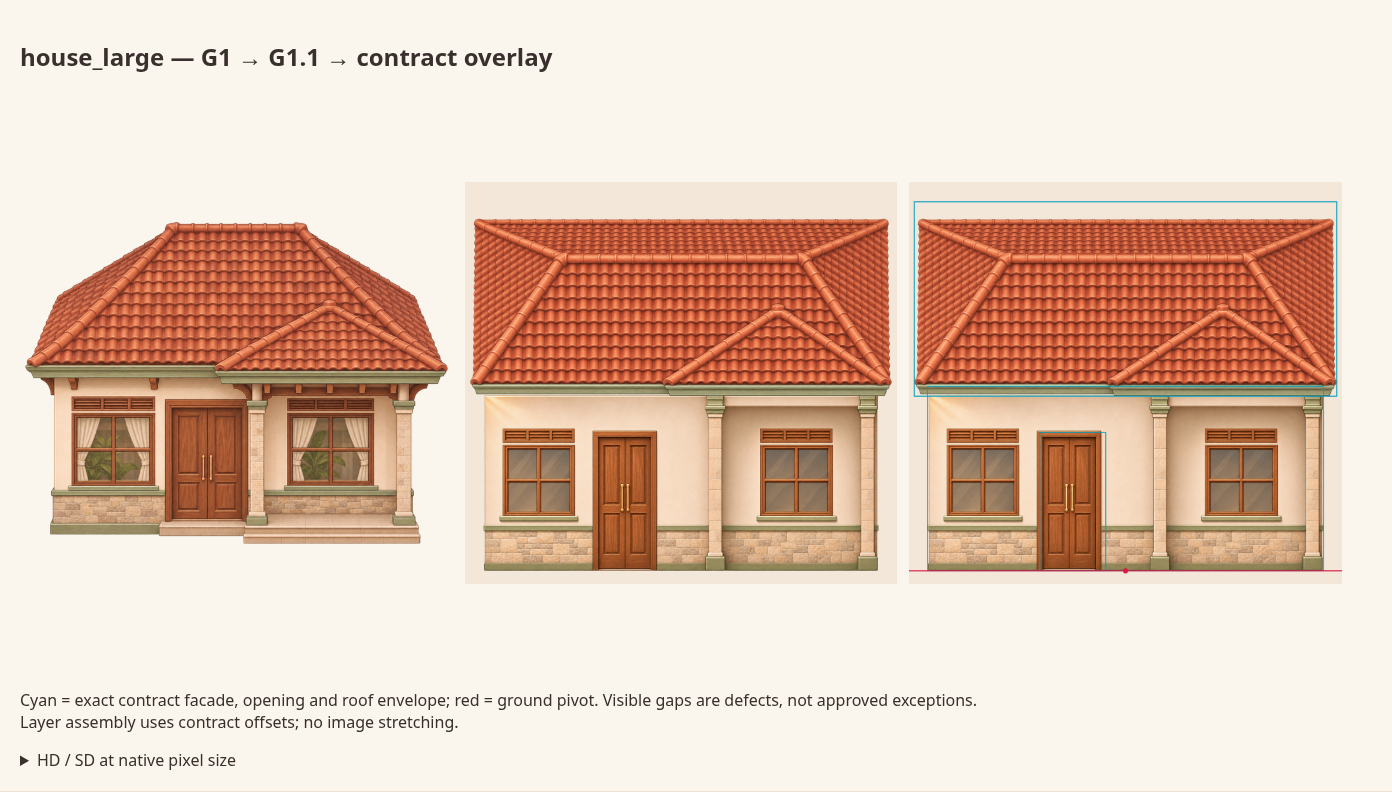 house_large — G1 → G1.1 → contract overlay
Cyan = exact contract facade, opening and roof envelope; red = ground pivot. Visible gaps are defects, not approved exceptions.
Layer assembly uses contract offsets; no image stretching.
▶ HD / SD at native pixel size